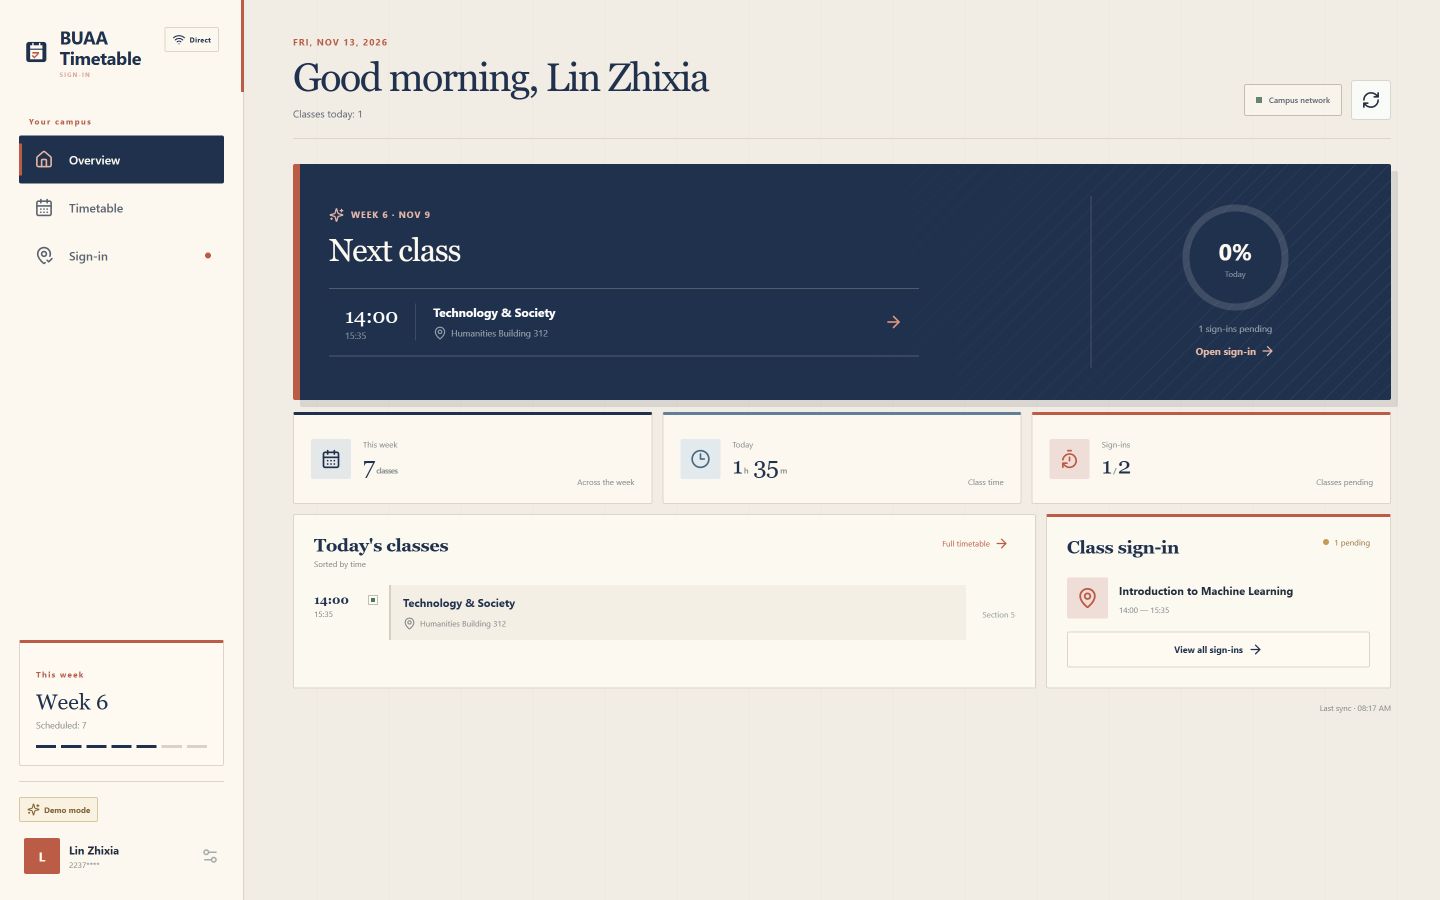 BUAA
Timetable
SIGN-IN
Direct
Your campus
Overview
Timetable
Sign-in
This week
Week 6
Scheduled: 7
Demo mode
L
Lin Zhixia
2237****
FRI, NOV 13, 2026
Good morning, Lin Zhixia
Classes today: 1
Campus network
WEEK 6 · NOV 9
Next class
14:00
15:35
Technology & Society
Humanities Building 312
0%
Today
1 sign-ins pending
Open sign-in
This week
7 classes
Across the week
Today
1 h 35 m
Class time
Sign-ins
1/2
Classes pending
Today's classes
Sorted by time
Full timetable
14:00
15:35
Technology & Society
Humanities Building 312
Section 5
Class sign-in
1 pending
Introduction to Machine Learning
14:00 — 15:35
View all sign-ins
Last sync · 08:17 AM